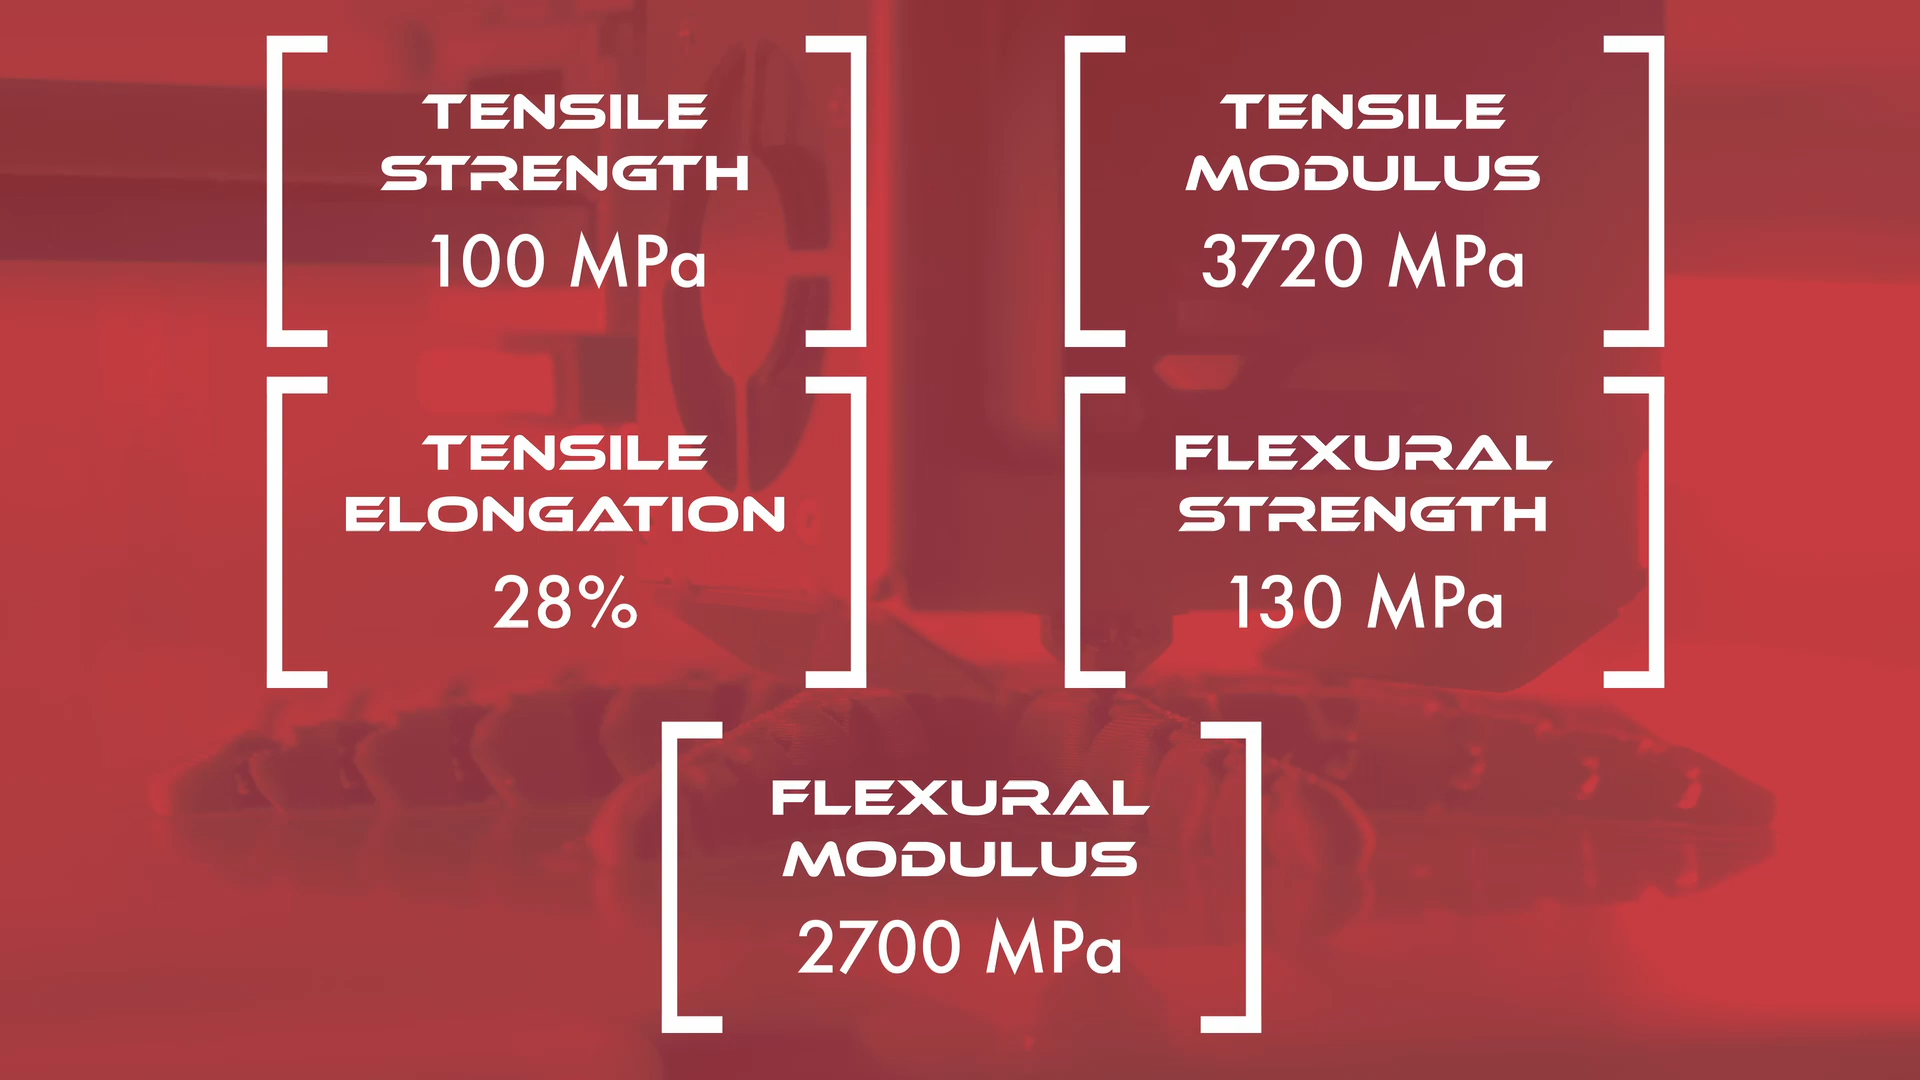 TENSILE
STRENGTH
100 MPa
TENSILE
MODULUS
3720 MPa
TENSILE
ELONGATION
28%
FLEXURAL
STRENGTH
130 MPa
FLEXURAL
MODULUS
2700 MPa